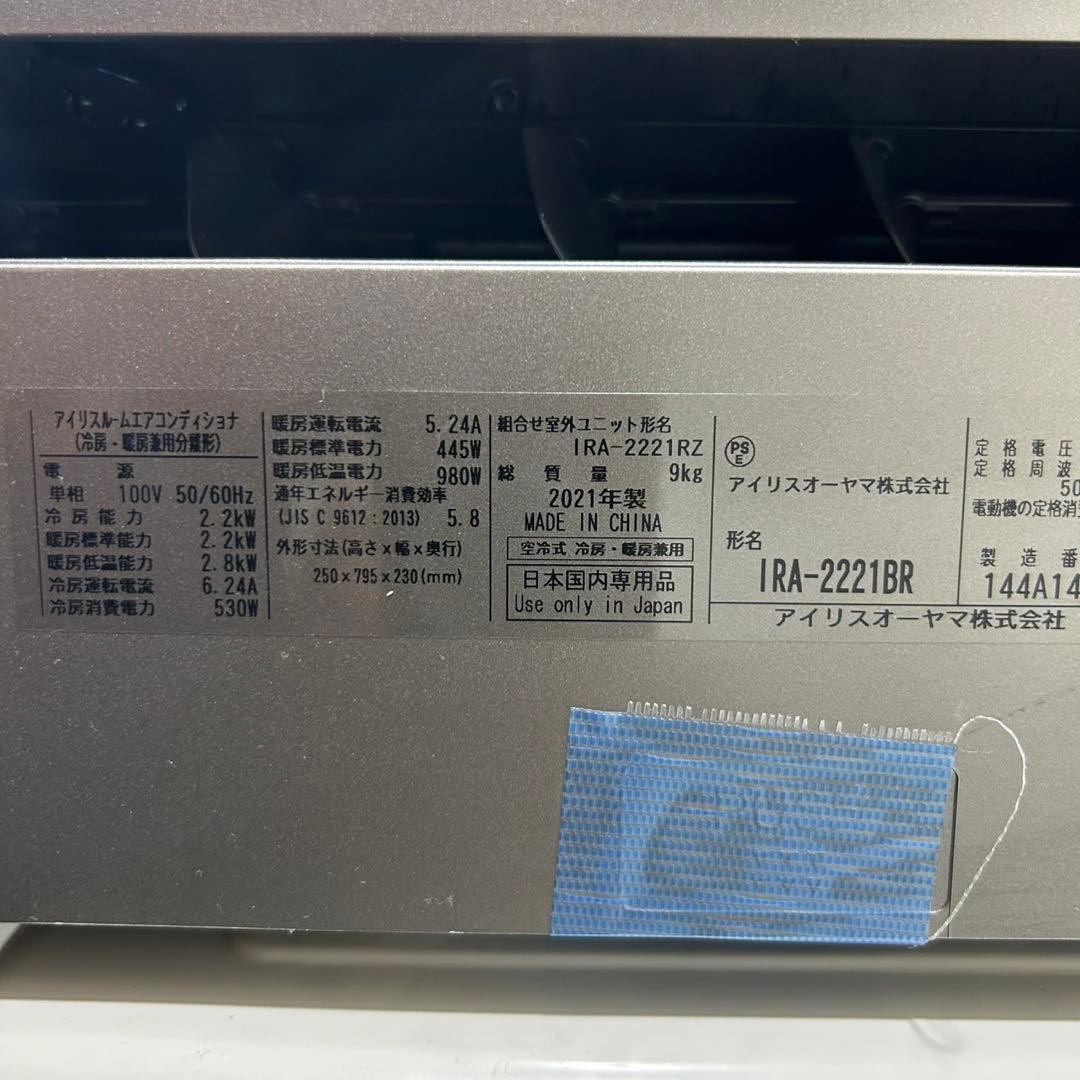 アイリスルームエアコンディショナ
(冷房・暖房兼用分離形)
電 源
単相 100V 50/60Hz
冷房能力 2.2kW
暖房標準能力 2.2kW
暖房低温能力 2.8kW
冷房運転電流 6.24A
冷房消費電力 530W
暖房運転電流 5.24A
暖房標準電力 445W
暖房低温電力 980W
通年エネルギー消費効率
(JIS C 9612:2013) 5.8
外形寸法(高さ×幅×奥行)
250×795×230(mm)
組合せ室外ユニット形名
IRA-2221RZ
総質量 9kg
2021年製
MADE IN CHINA
空冷式 冷房・暖房兼用
日本国内専用品
Use only in Japan
PS
E
アイリスオーヤマ株式会社
形名
IRA-2221BR
アイリスオーヤマ株式会社
定格電圧
定格周波
50
電動機の定格消費
製造番
144A14